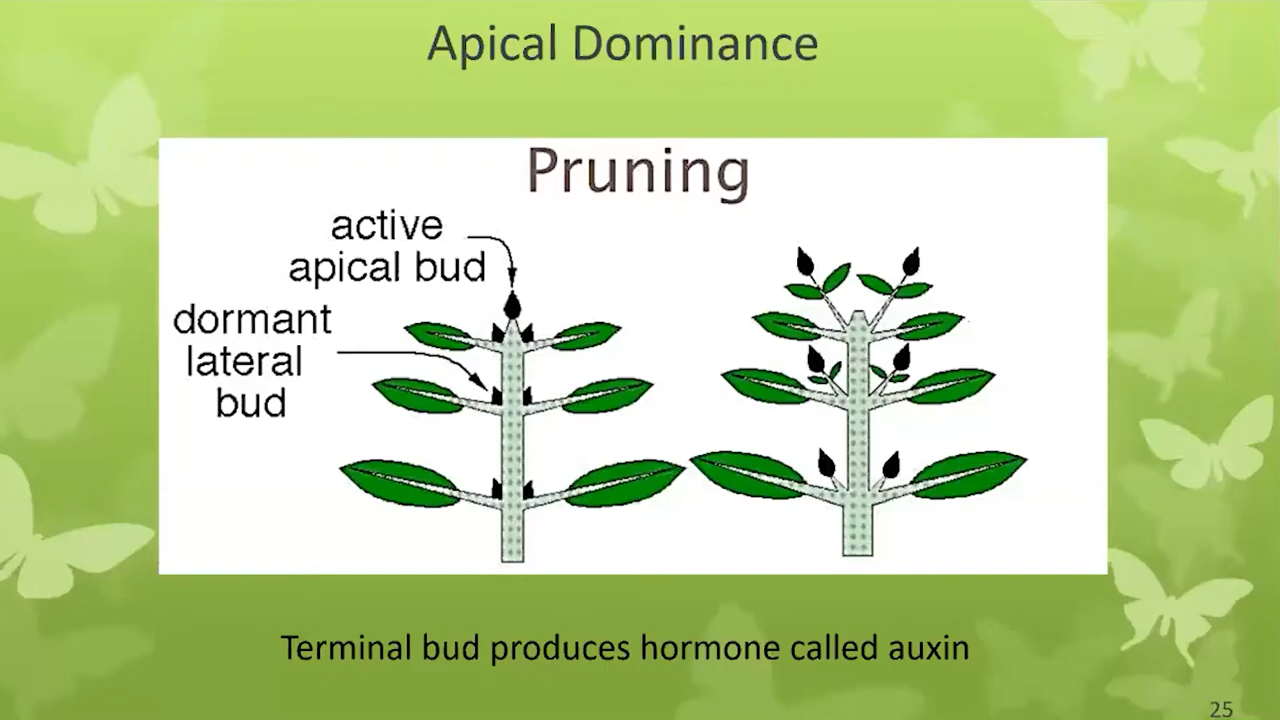 Apical Dominance
Pruning
active
apical bud
dormant
lateral
bud
Terminal bud produces hormone called auxin
25